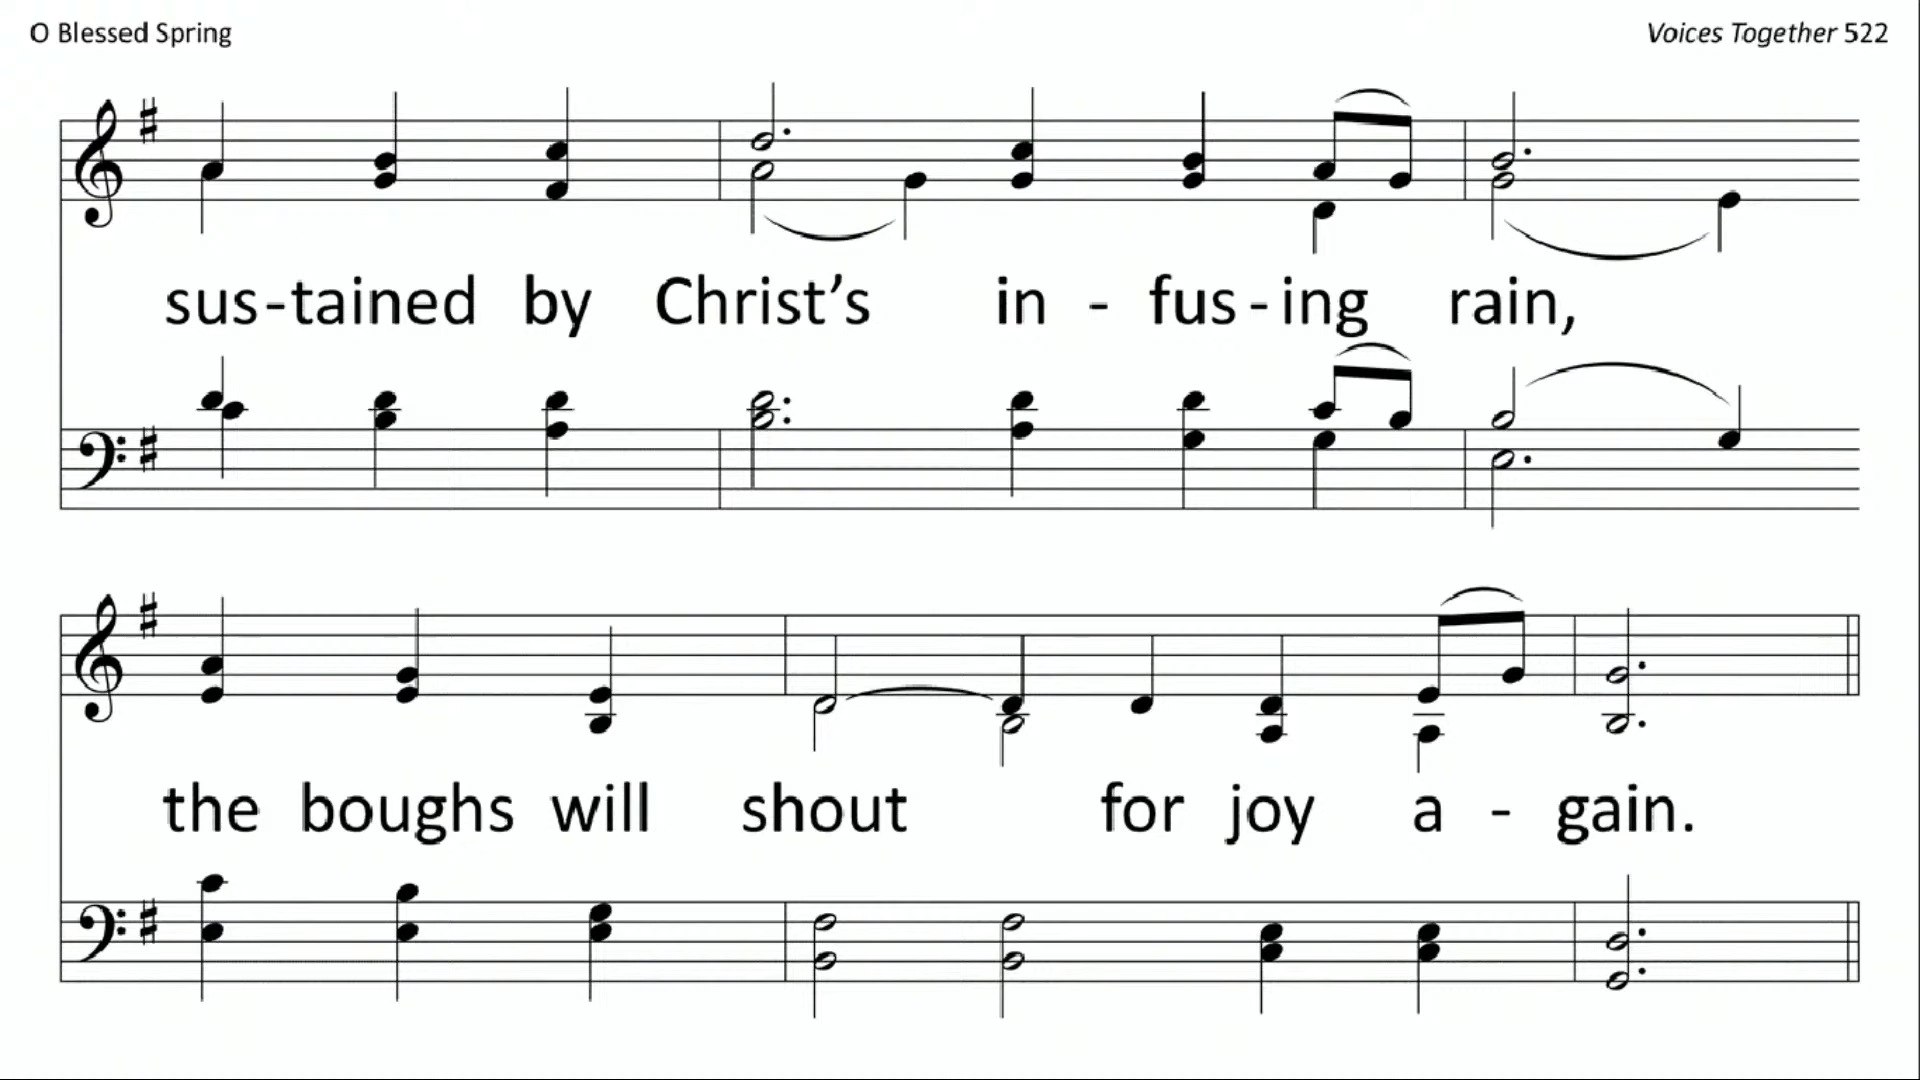 O Blessed Spring
Voices Together 522
sus-tained by Christ’s in - fus-ing rain,
the boughs will shout for joy a - gain.